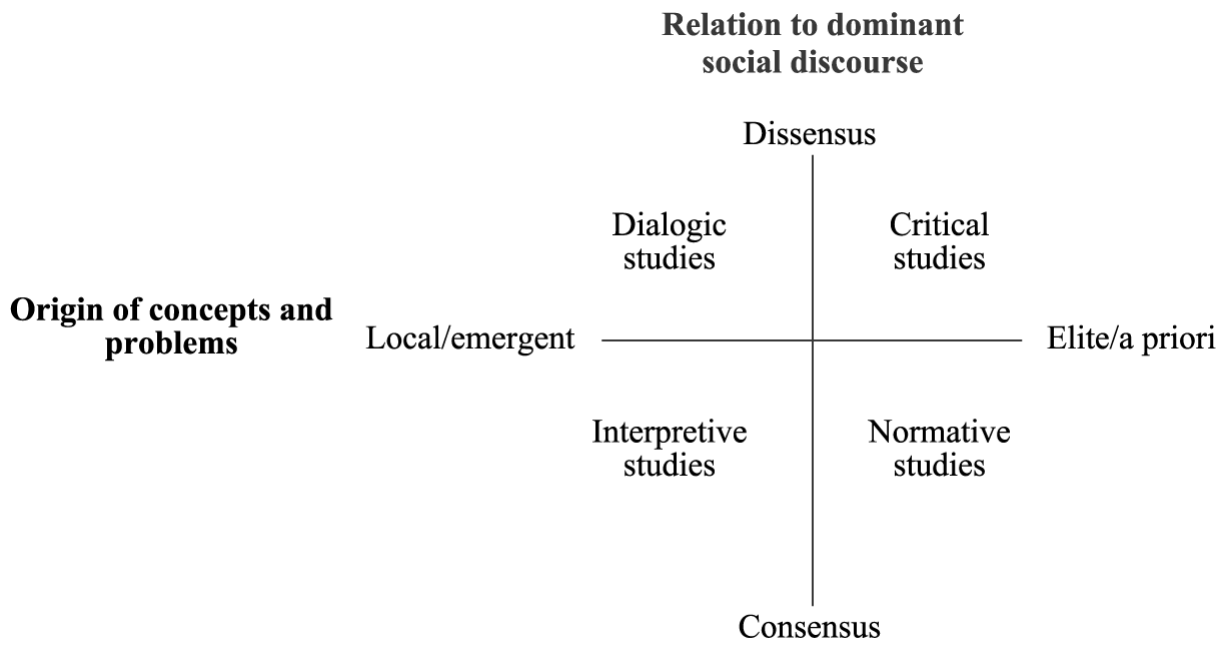 Relation to dominant
social discourse
Dissensus
Dialogic
studies
Critical
studies
Origin of concepts and
problems
Local/emergent
Elite/a priori
Interpretive
studies
Normative
studies
Consensus